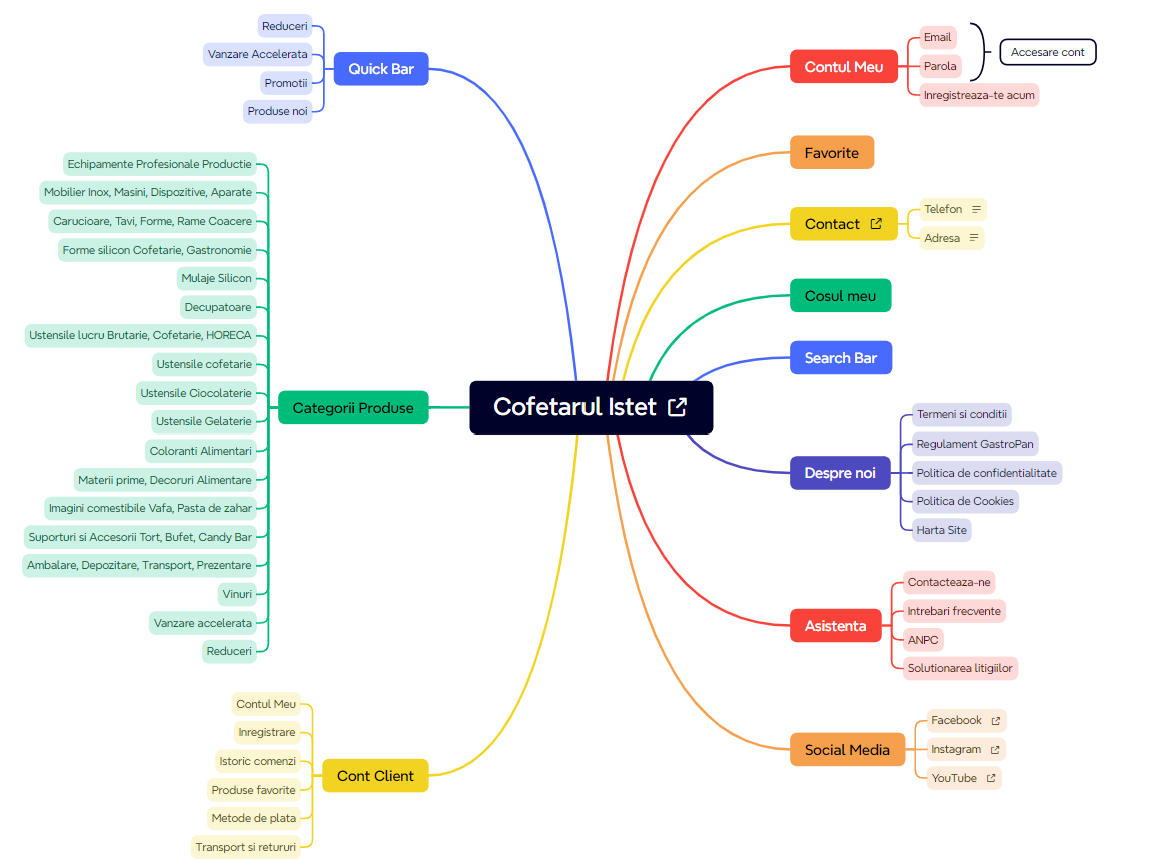 Cofetarul Istet
Quick Bar
Reduceri
Vanzare Accelerata
Promotii
Produse noi
Categorii Produse
Echipamente Profesionale Productie
Mobilier Inox, Masini, Dispozitive, Aparate
Carucioare, Tavi, Forme, Rame Coacere
Forme silicon Cofetarie, Gastronomie
Mulaje Silicon
Decupatoare
Ustensile lucru Brutarie, Cofetarie, HORECA
Ustensile cofetarie
Ustensile Ciocolaterie
Ustensile Gelaterie
Coloranti Alimentari
Materii prime, Decoruri Alimentare
Imagini comestibile Vafa, Pasta de zahar
Suporturi si Accesorii Tort, Bufet, Candy Bar
Ambalare, Depozitare, Transport, Prezentare
Vinuri
Vanzare accelerata
Reduceri
Cont Client
Contul Meu
Inregistrare
Istoric comenzi
Produse favorite
Metode de plata
Transport si retururi
Contul Meu
Email
Parola
Accesare cont
Inregistreaza-te acum
Favorite
Contact
Telefon
Adresa
Cosul meu
Search Bar
Despre noi
Termeni si conditii
Regulament GastroPan
Politica de confidentialitate
Politica de Cookies
Harta Site
Asistenta
Contacteaza-ne
Intrebari frecvente
ANPC
Solutionarea litigiilor
Social Media
Facebook
Instagram
YouTube